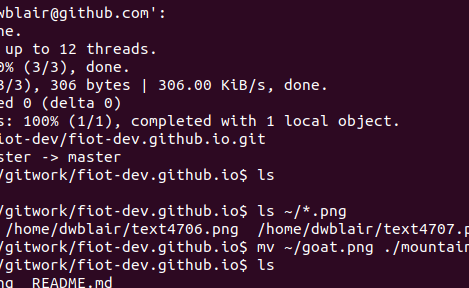 wblair@github.com':
ne.
up to 12 threads.
0% (3/3), done.
3/3), 306 bytes | 306.00 KiB/s, done.
ed 0 (delta 0)
s: 100% (1/1), completed with 1 local object.
iot-dev/fiot-dev.github.io.git
ster -> master
/gitwork/fiot-dev.github.io$ ls
/gitwork/fiot-dev.github.io$ ls ~/*.png
/home/dwblair/text4706.png /home/dwblair/text4707.p
/gitwork/fiot-dev.github.io$ mv ~/goat.png ./mountain
/gitwork/fiot-dev.github.io$ ls
ng README.md